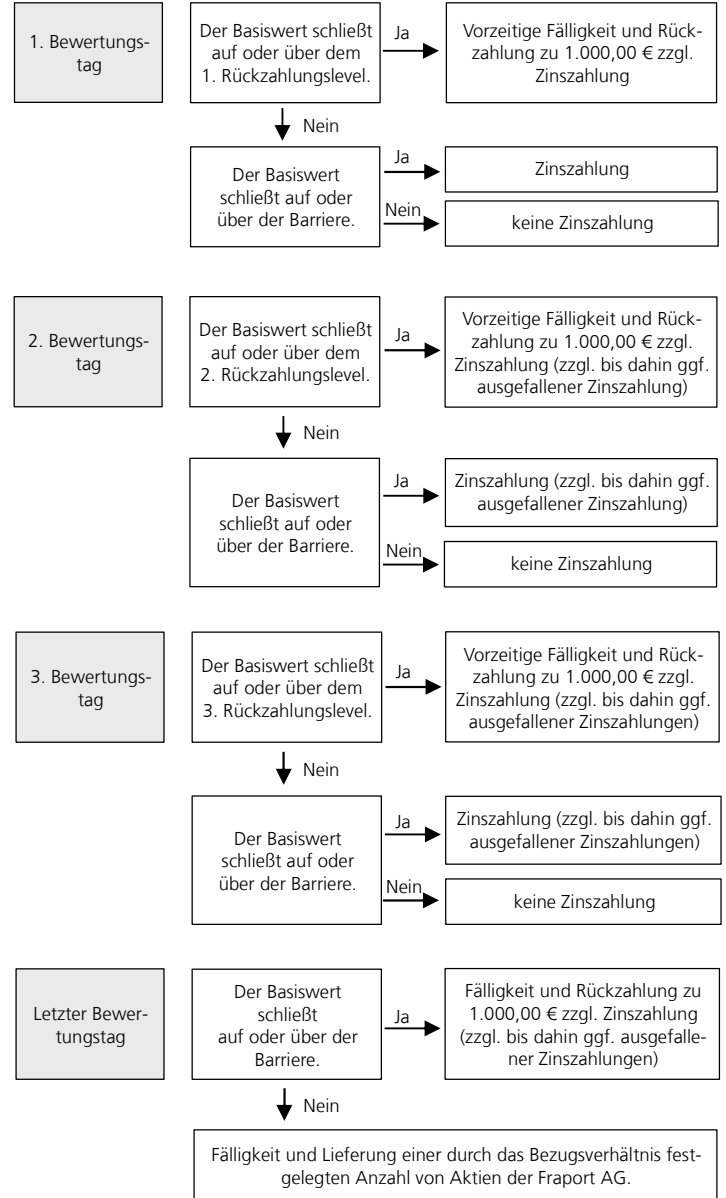 1. Bewertungs-
tag
Der Basiswert schließt
auf oder über dem
1. Rückzahlungslevel.
Ja
Vorzeitige Fälligkeit und Rück-
zahlung zu 1.000,00 € zzgl.
Zinszahlung
Nein
Der Basiswert
schließt auf oder
über der Barriere.
Ja
Zinszahlung
Nein
keine Zinszahlung
2. Bewertungs-
tag
Der Basiswert schließt
auf oder über dem
2. Rückzahlungslevel.
Ja
Vorzeitige Fälligkeit und Rück-
zahlung zu 1.000,00 € zzgl.
Zinszahlung (zzgl. bis dahin ggf.
ausgefallener Zinszahlung)
Nein
Der Basiswert
schließt auf oder
über der Barriere.
Ja
Zinszahlung (zzgl. bis dahin ggf.
ausgefallener Zinszahlung)
Nein
keine Zinszahlung
3. Bewertungs-
tag
Der Basiswert schließt
auf oder über dem
3. Rückzahlungslevel.
Ja
Vorzeitige Fälligkeit und Rück-
zahlung zu 1.000,00 € zzgl.
Zinszahlung (zzgl. bis dahin ggf.
ausgefallener Zinszahlungen)
Nein
Der Basiswert
schließt auf oder
über der Barriere.
Ja
Zinszahlung (zzgl. bis dahin ggf.
ausgefallener Zinszahlungen)
Nein
keine Zinszahlung
Letzter Bewer-
tungstag
Der Basiswert
schließt
auf oder über der
Barriere.
Ja
Fälligkeit und Rückzahlung zu
1.000,00 € zzgl. Zinszahlung
(zzgl. bis dahin ggf. ausgefalle-
ner Zinszahlungen)
Nein
Fälligkeit und Lieferung einer durch das Bezugsverhältnis fest-
gelegten Anzahl von Aktien der Fraport AG.